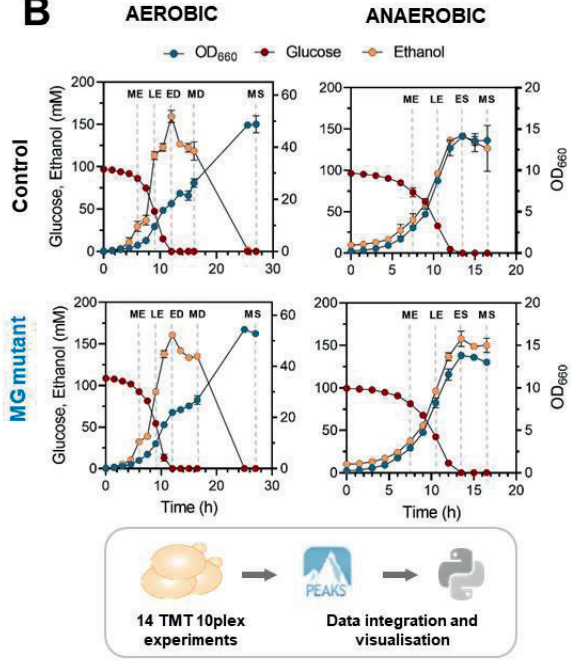 B
AEROBIC
ANAEROBIC
OD660 Glucose Ethanol
Control
Glucose, Ethanol (mM)
200
150
100
50
0
ME LE ED MD MS
60
40
20
0
0 10 20 30
200
150
100
50
0
ME LE ES MS
20
15
10
5
0
OD660
0 5 10 15 20
MG mutant
Glucose, Ethanol (mM)
200
150
100
50
0
ME LE ED MD MS
60
40
20
0
0 10 20 30
Time (h)
200
150
100
50
0
ME LE ES MS
20
15
10
5
0
OD660
0 5 10 15 20
Time (h)
PEAKS
14 TMT 10plex
experiments
Data integration and
visualisation